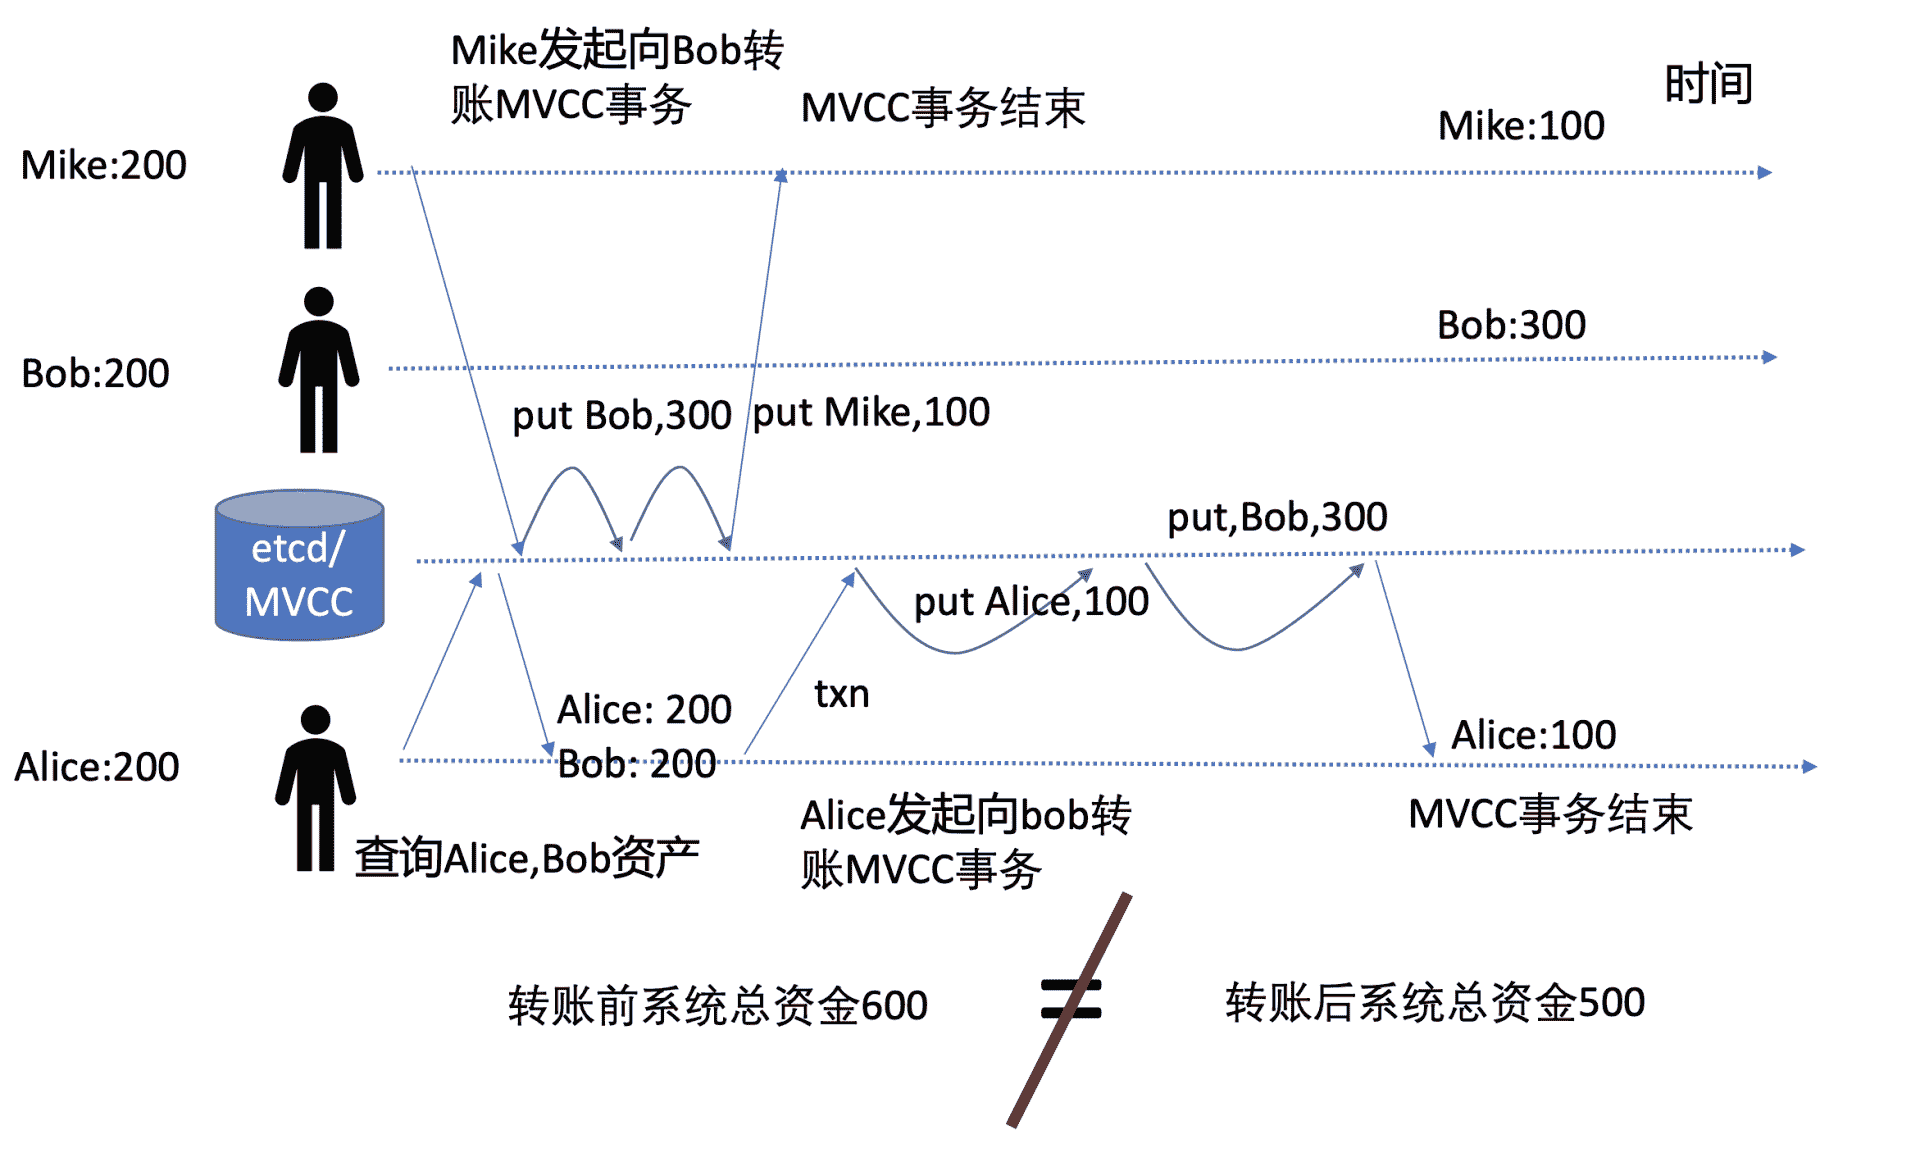 Mike发起向Bob转
账MVCC事务
MVCC事务结束
时间
Mike:100
Mike:200
Bob:300
Bob:200
put Bob,300
put Mike,100
put,Bob,300
etcd/
MVCC
put Alice,100
txn
Alice: 200
Bob: 200
Alice:100
Alice:200
Alice发起向bob转
账MVCC事务
MVCC事务结束
查询Alice,Bob资产
转账前系统总资金600
=
转账后系统总资金500